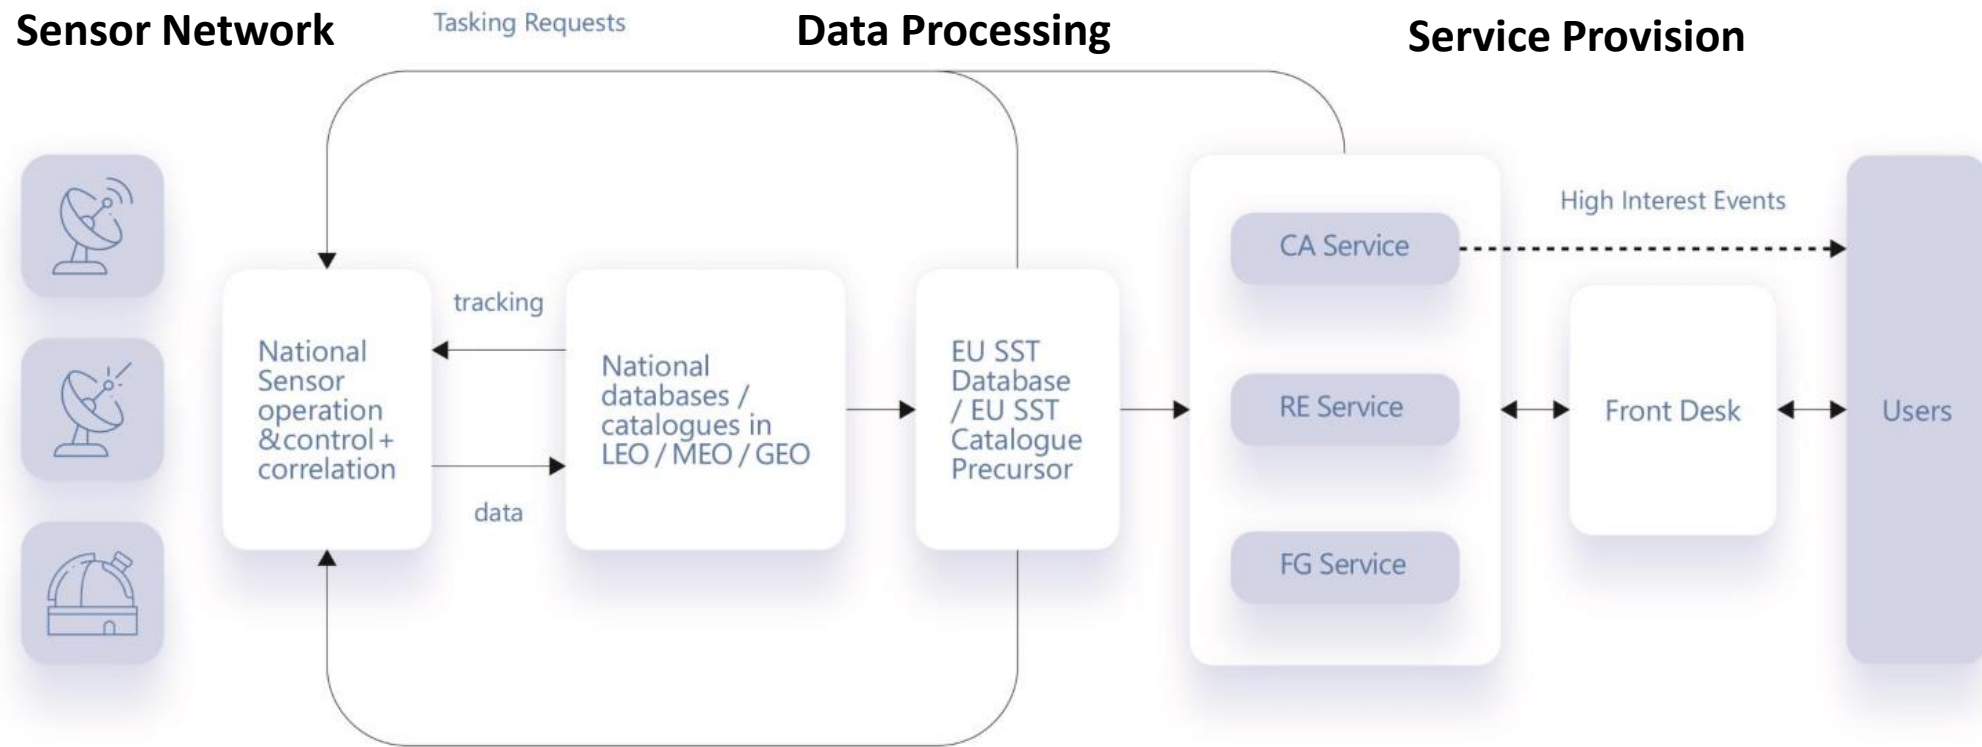 Sensor Network
Tasking Requests
Data Processing
Service Provision
High Interest Events
tracking
data
National
Sensor
operation
&control+
correlation
National
databases /
catalogues in
LEO / MEO / GEO
EU SST
Database
/ EU SST
Catalogue
Precursor
CA Service
RE Service
FG Service
Front Desk
Users